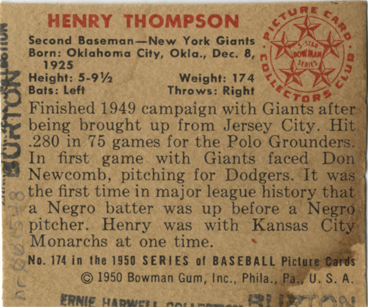 HENRY THOMPSON
Second Baseman—New York Giants
Born: Oklahoma City, Okla., Dec. 8,
1925
Height: 5-9½ Weight: 174
Bats: Left Throws: Right
PICTURE CARD
COLLECTORS CLUB
5-STAR
BOWMAN
SERIES
Finished 1949 campaign with Giants after
being brought up from Jersey City. Hit
.280 in 75 games for the Polo Grounders.
In first game with Giants faced Don
Newcomb, pitching for Dodgers. It was
the first time in major league history that
a Negro batter was up before a Negro
pitcher. Henry was with Kansas City
Monarchs at one time.
No. 174 in the 1950 SERIES of BASEBALL Picture Cards
©1950 Bowman Gum, Inc., Phila., Pa., U. S. A.
BURTON
ERNIE HARWELL
BURTON